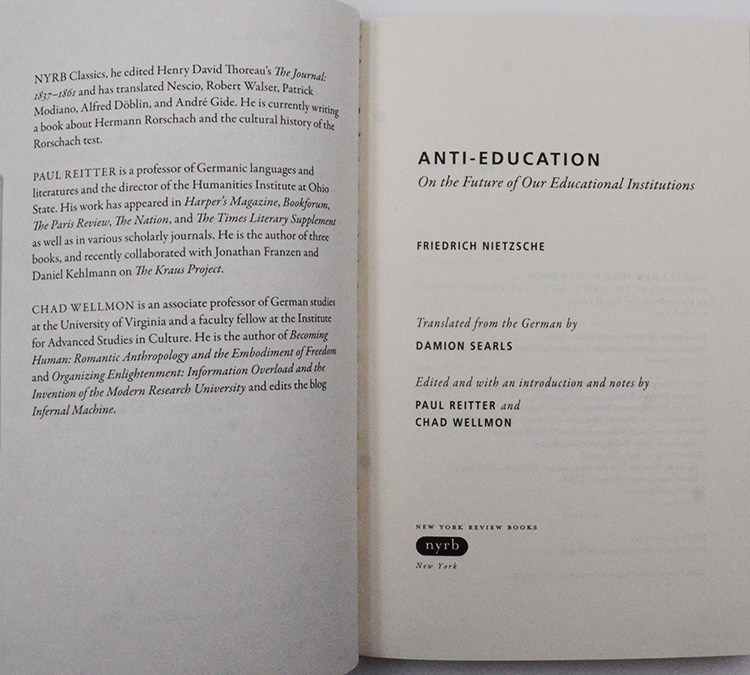 NYRB Classics, he edited Henry David Thoreau's The Journal:
1837–1861 and has translated Nescio, Robert Walser, Patrick
Modiano, Alfred Döblin, and André Gide. He is currently writing
a book about Hermann Rorschach and the cultural history of the
Rorschach test.
PAUL REITTER is a professor of Germanic languages and
literatures and the director of the Humanities Institute at Ohio
State. His work has appeared in Harper's Magazine, Bookforum,
The Paris Review, The Nation, and The Times Literary Supplement
as well as in various scholarly journals. He is the author of three
books, and recently collaborated with Jonathan Franzen and
Daniel Kehlmann on The Kraus Project.
CHAD WELLMON is an associate professor of German studies
at the University of Virginia and a faculty fellow at the Institute
for Advanced Studies in Culture. He is the author of Becoming
Human: Romantic Anthropology and the Embodiment of Freedom
and Organizing Enlightenment: Information Overload and the
Invention of the Modern Research University and edits the blog
Infernal Machine.
ANTI-EDUCATION
On the Future of Our Educational Institutions
FRIEDRICH NIETZSCHE
Translated from the German by
DAMION SEARLS
Edited and with an introduction and notes by
PAUL REITTER and
CHAD WELLMON
NEW YORK REVIEW BOOKS
nyrb
New York